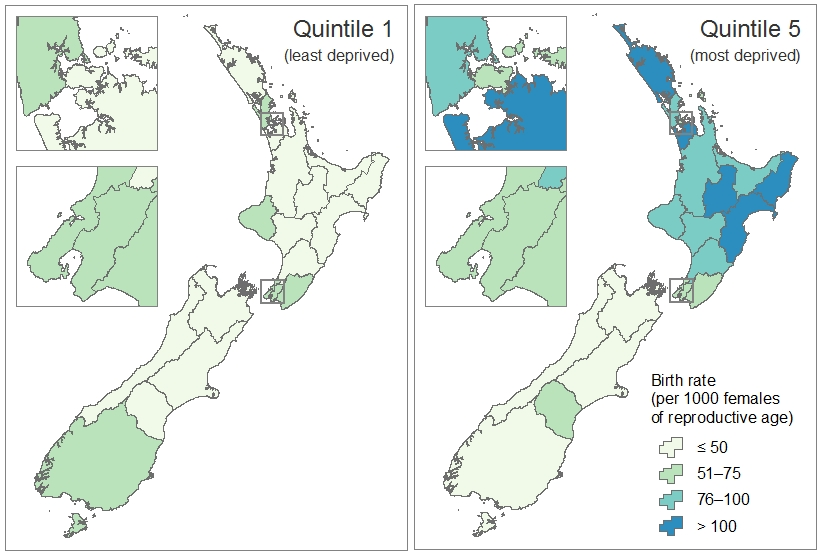 Quintile 1
(least deprived)
Quintile 5
(most deprived)
Birth rate
(per 1000 females
of reproductive age)
≤ 50
51–75
76–100
> 100